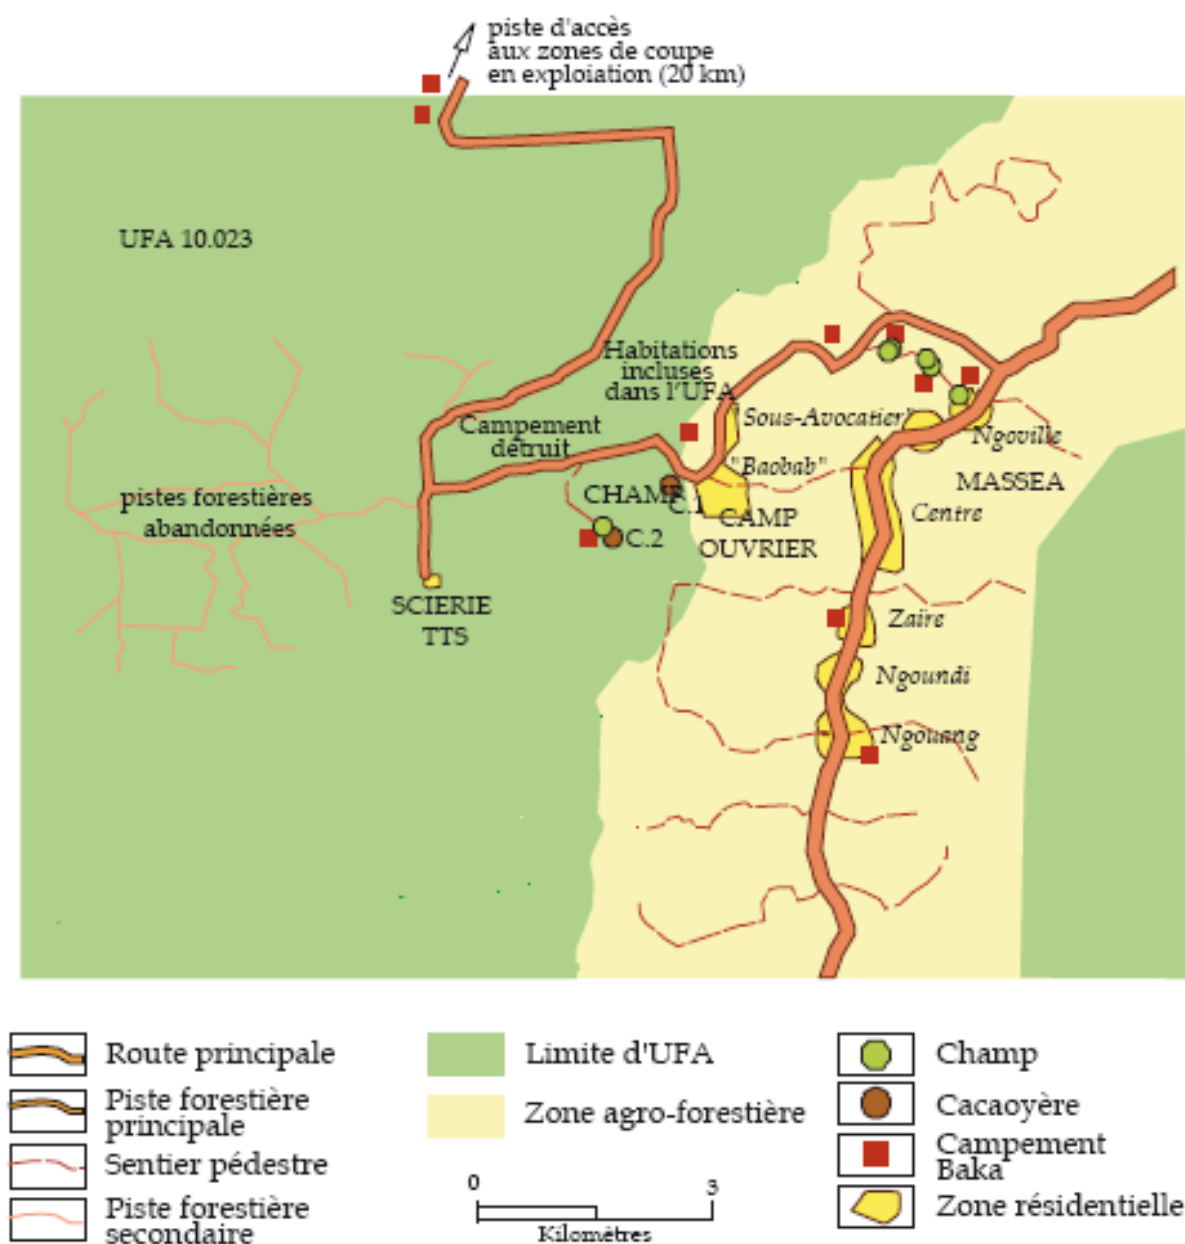 piste d'accès
aux zones de coupe
en exploiation (20 km)
UFA 10.023
Habitations
incluses
dans l'UFA
Campement
détruit
"Sous-Avocatier"
Ngoville
"Baobab"
MASSEA
pistes forestières
abandonnées
CHAMP
C.1
CAMP
OUVRIER
Centre
C.2
SCIERIE
TTS
Zaïre
Ngoundi
Ngouang
Route principale
Piste forestière
principale
Sentier pédestre
Piste forestière
secondaire
Limite d'UFA
Zone agro-forestière
0 3
Kilomètres
Champ
Cacaoyère
Campement
Baka
Zone résidentielle